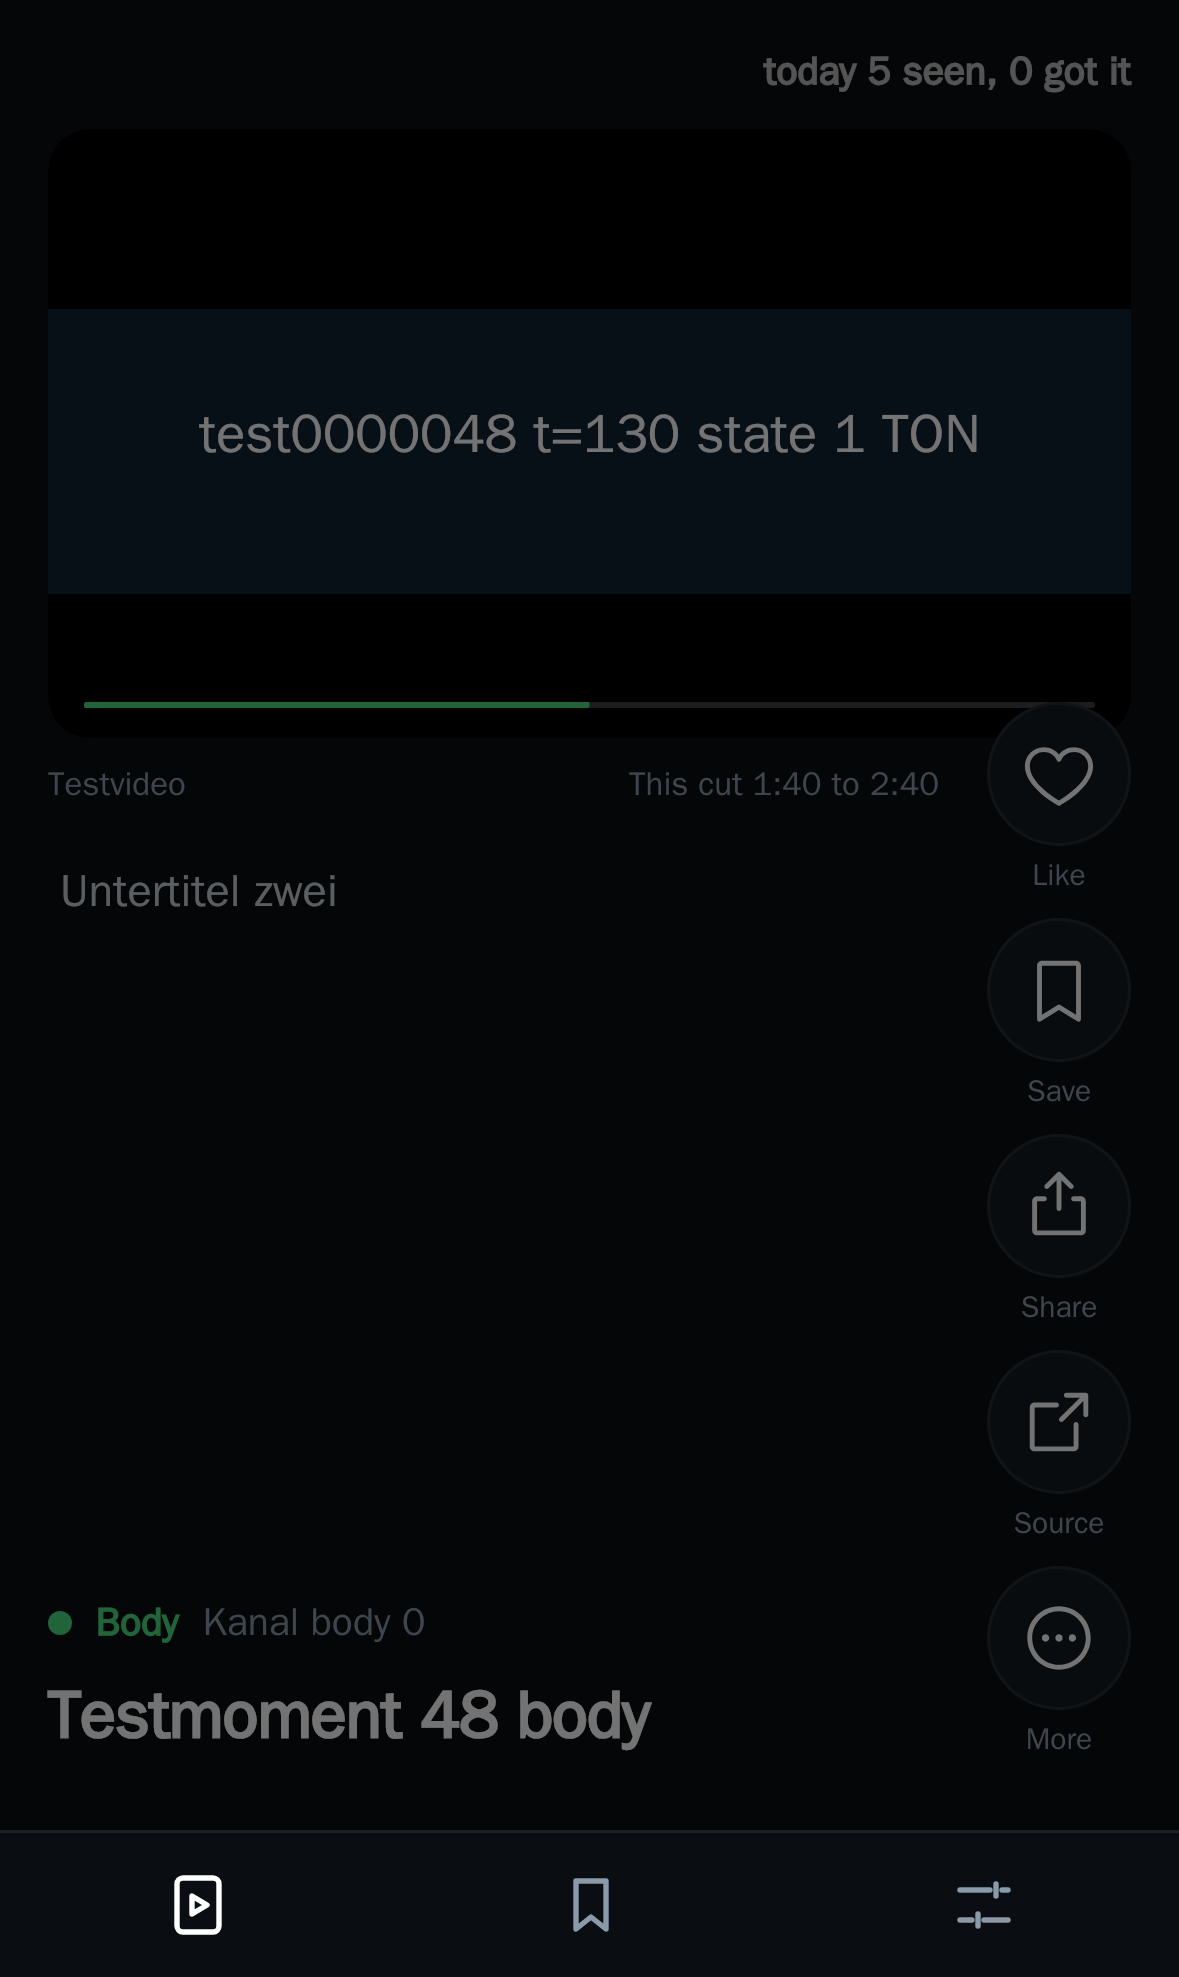 today 5 seen, 0 got it
test0000048 t=130 state 1 TON
Testvideo
This cut 1:40 to 2:40
Like
Untertitel zwei
Save
Share
Source
Body Kanal body 0
Testmoment 48 body
More